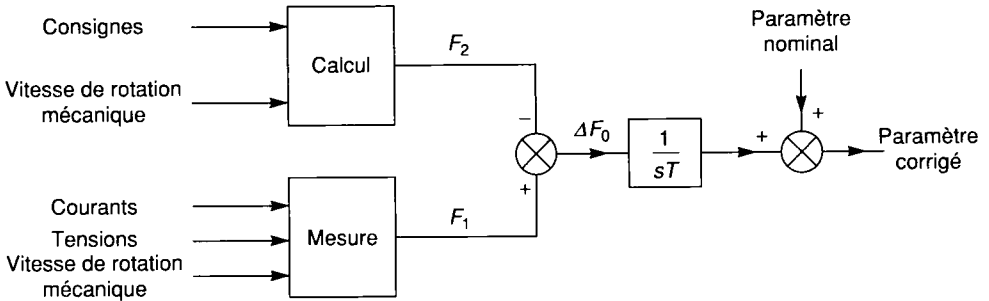 Consignes
Vitesse de rotation
mécanique
Calcul
F₂
Paramètre
nominal
+
−
ΔF₀
1
sT
+
Paramètre
corrigé
+
Courants
Tensions
Vitesse de rotation
mécanique
Mesure
F₁